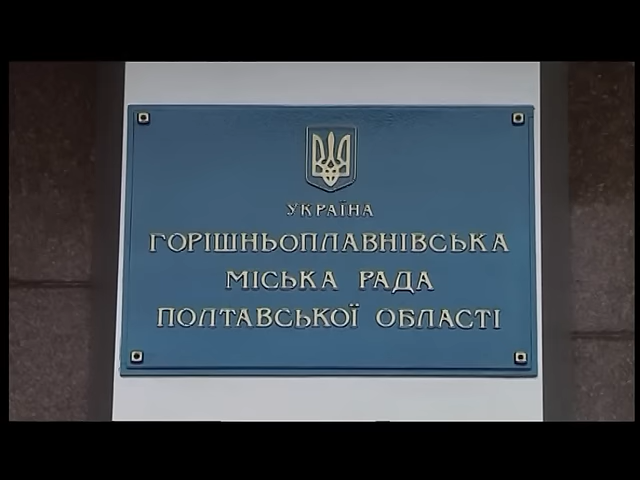 УКРАЇНА
ГОРІШНЬОПЛАВНІВСЬКА
МІСЬКА РАДА
ПОЛТАВСЬКОЇ ОБЛАСТІ